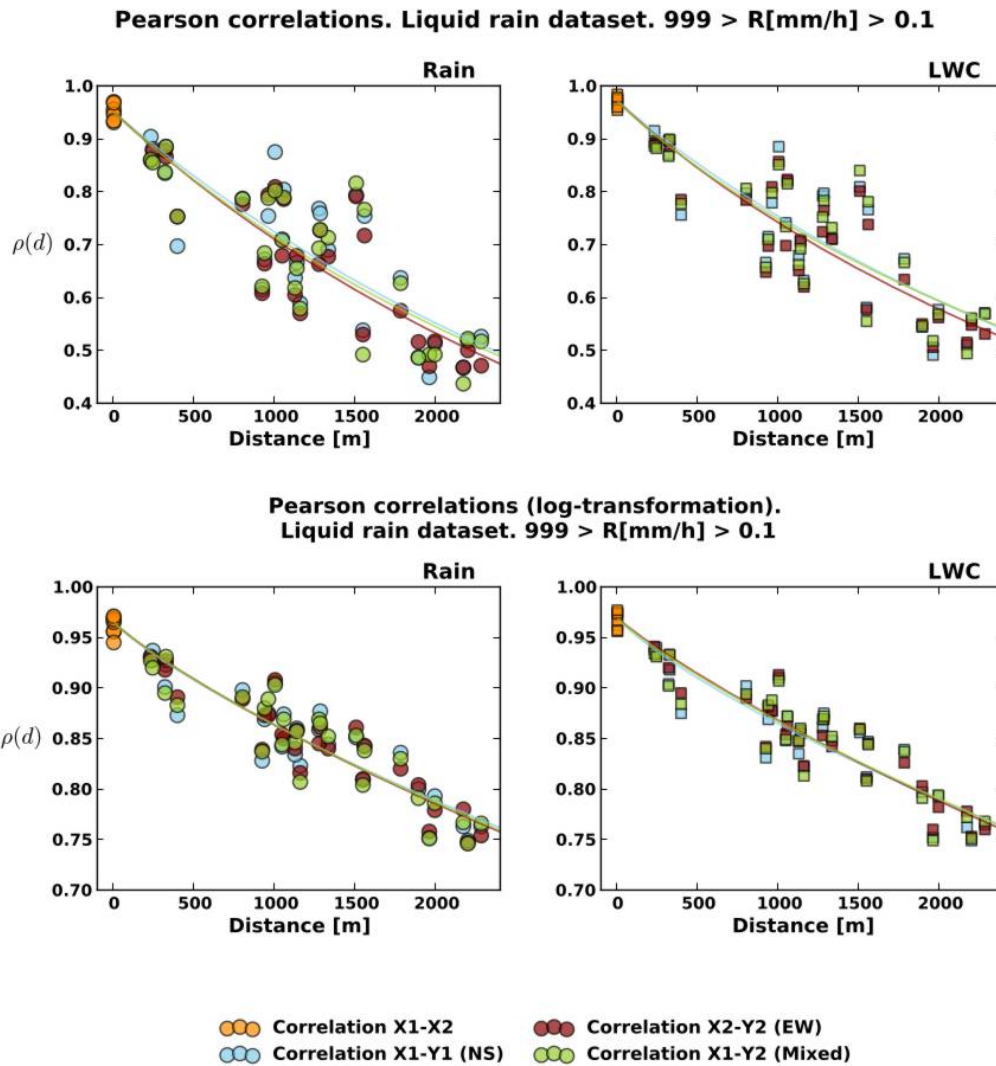 Pearson correlations. Liquid rain dataset. 999 > R[mm/h] > 0.1
Rain
LWC
1.0
0.9
0.8
0.7
0.6
0.5
0.4
ρ(d)
0 500 1000 1500 2000
Distance [m]
1.0
0.9
0.8
0.7
0.6
0.5
0.4
0 500 1000 1500 2000
Distance [m]
Pearson correlations (log-transformation).
Liquid rain dataset. 999 > R[mm/h] > 0.1
Rain
LWC
1.00
0.95
0.90
0.85
0.80
0.75
0.70
ρ(d)
0 500 1000 1500 2000
Distance [m]
1.00
0.95
0.90
0.85
0.80
0.75
0.70
0 500 1000 1500 2000
Distance [m]
Correlation X1-X2
Correlation X1-Y1 (NS)
Correlation X2-Y2 (EW)
Correlation X1-Y2 (Mixed)